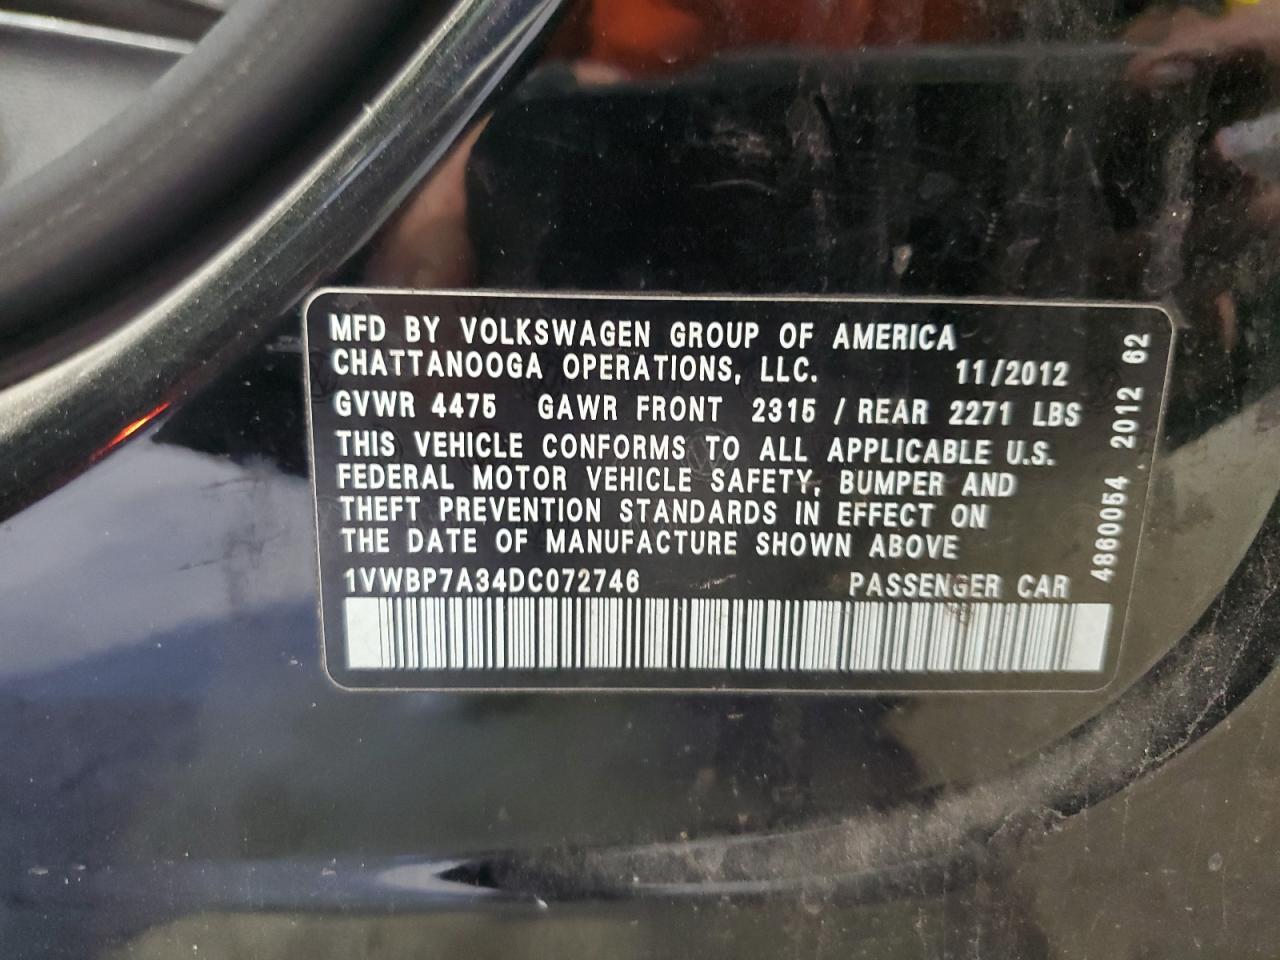 MFD BY VOLKSWAGEN GROUP OF AMERICA
CHATTANOOGA OPERATIONS, LLC. 11/2012
GVWR 4475 GAWR FRONT 2315 / REAR 2271 LBS
THIS VEHICLE CONFORMS TO ALL APPLICABLE U.S.
FEDERAL MOTOR VEHICLE SAFETY, BUMPER AND
THEFT PREVENTION STANDARDS IN EFFECT ON
THE DATE OF MANUFACTURE SHOWN ABOVE
1VWBP7A34DC072746 PASSENGER CAR
4860054 2012 62